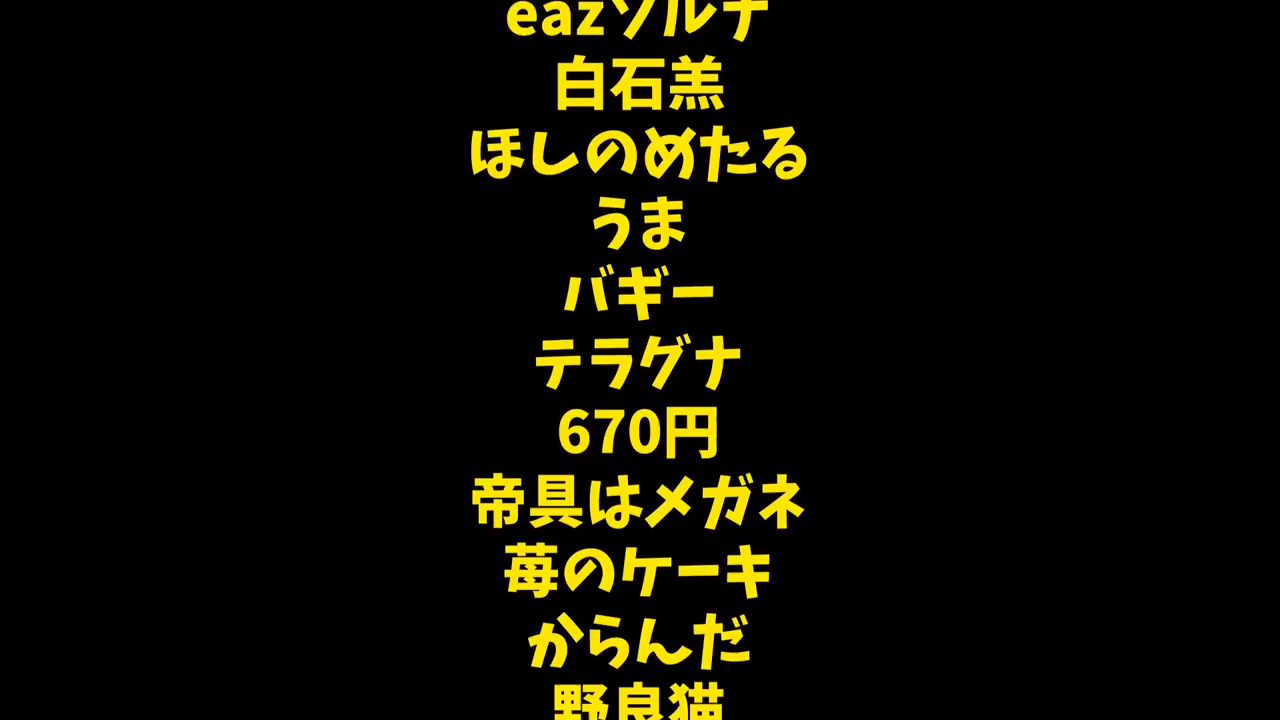 eazソルナ
白石羔
ほしのめたる
うま
バギー
テラグナ
670円
帝具はメガネ
苺のケーキ
からんだ
野良猫